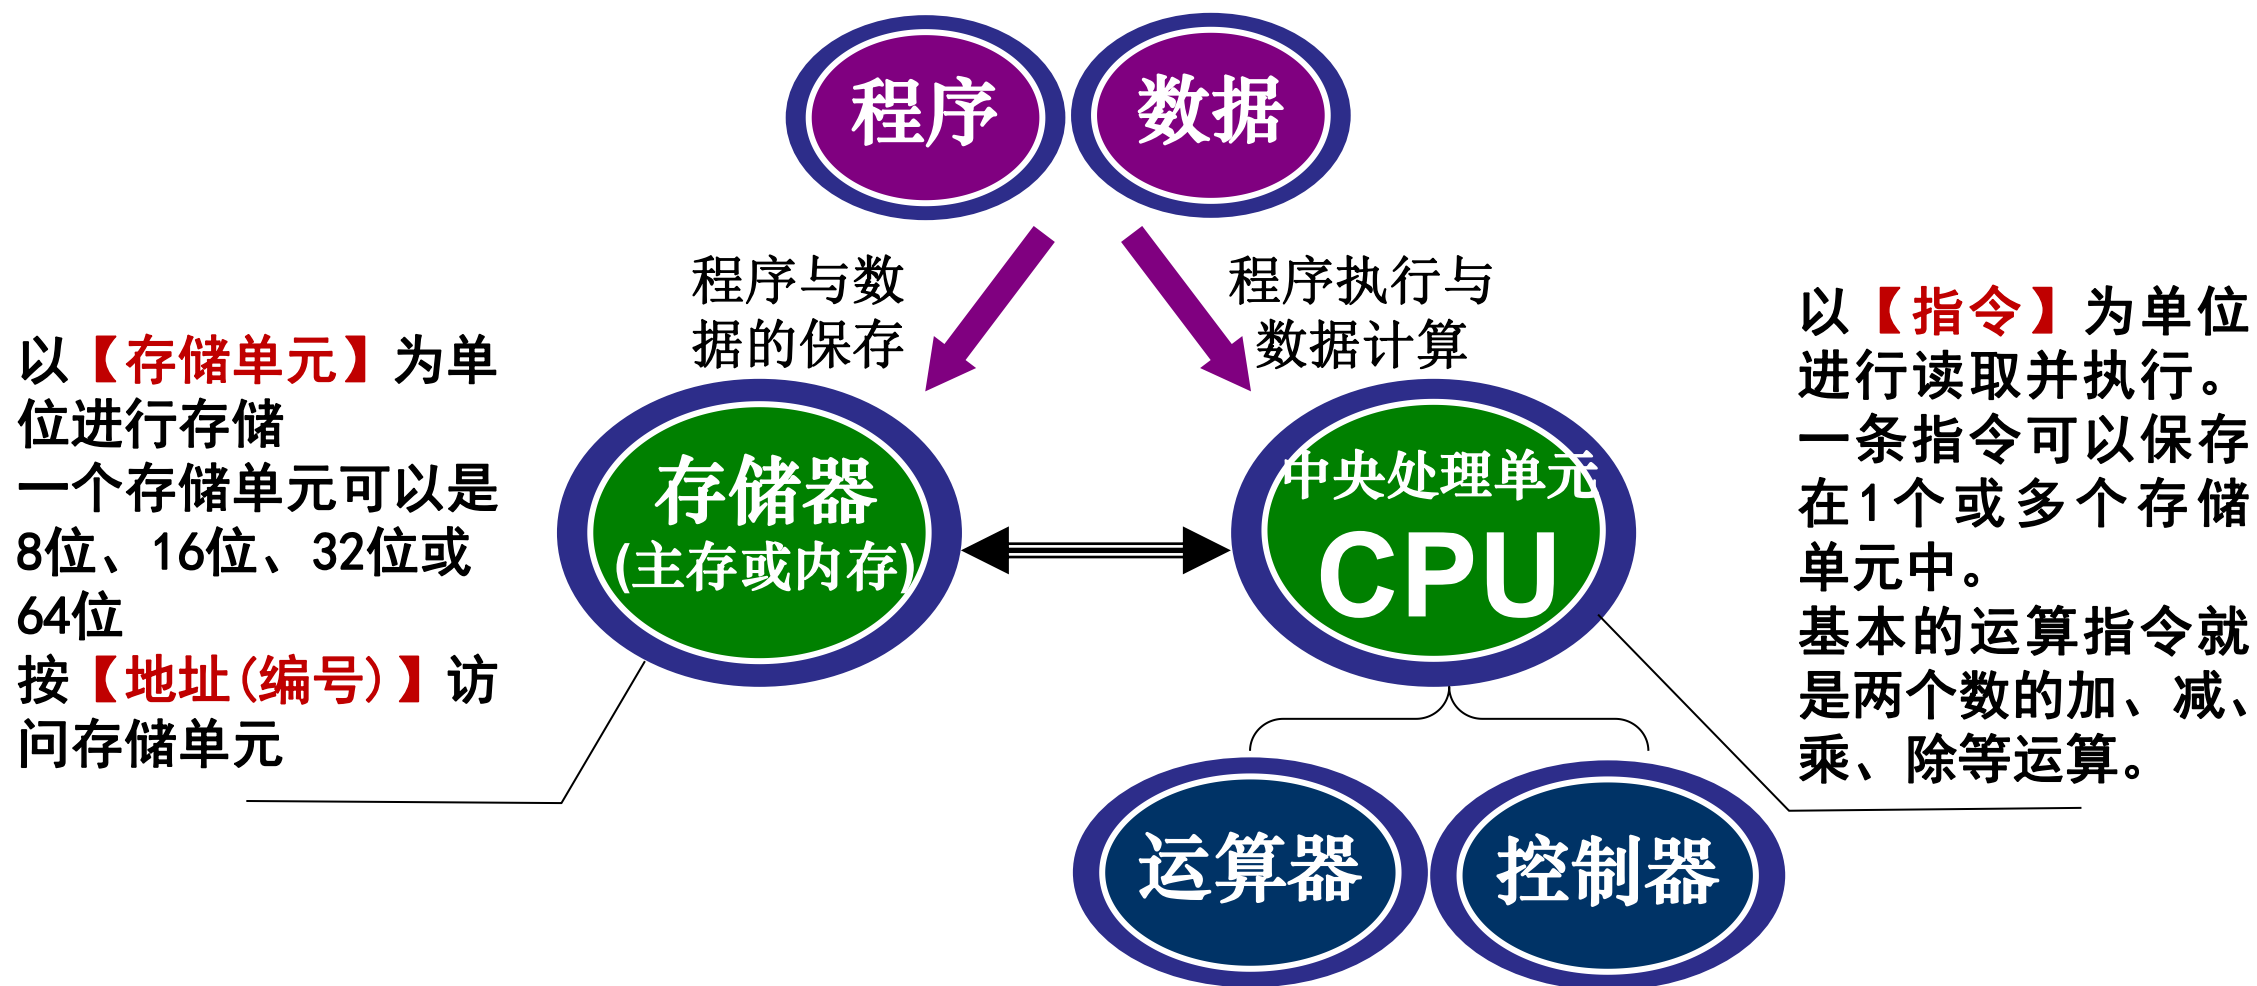 程序
数据
程序与数
据的保存
程序执行与
数据计算
以【存储单元】为单
位进行存储
一个存储单元可以是
8位、16位、32位或
64位
按【地址(编号)】访
问存储单元
存储器
(主存或内存)
中央处理单元
CPU
以【指令】为单位
进行读取并执行。
一条指令可以保存
在1个或多个存储
单元中。
基本的运算指令就
是两个数的加、减、
乘、除等运算。
运算器
控制器